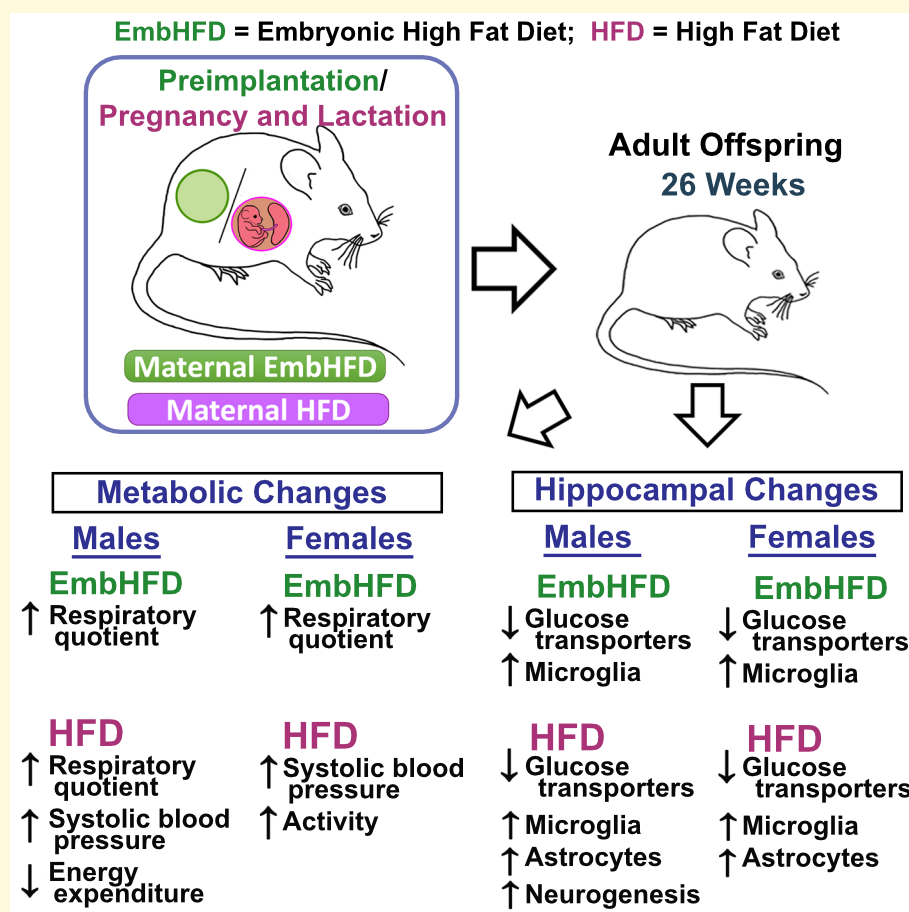 EmbHFD = Embryonic High Fat Diet; HFD = High Fat Diet
Preimplantation/
Pregnancy and Lactation
Maternal EmbHFD
Maternal HFD
Adult Offspring
26 Weeks
Metabolic Changes
Males
EmbHFD
↑ Respiratory
quotient
HFD
↑ Respiratory
quotient
↑ Systolic blood
pressure
↓ Energy
expenditure
Females
EmbHFD
↑ Respiratory
quotient
HFD
↑ Systolic blood
pressure
↑ Activity
Hippocampal Changes
Males
EmbHFD
↓ Glucose
transporters
↑ Microglia
HFD
↓ Glucose
transporters
↑ Microglia
↑ Astrocytes
↑ Neurogenesis
Females
EmbHFD
↓ Glucose
transporters
↑ Microglia
HFD
↓ Glucose
transporters
↑ Microglia
↑ Astrocytes